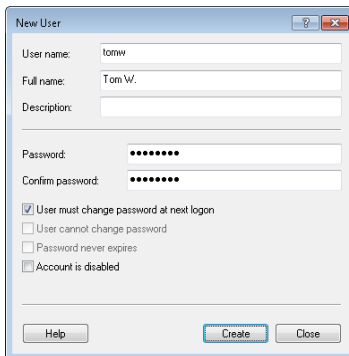 New User
User name: tomw
Full name: Tom W.
Description:
Password: ●●●●●●●●
Confirm password: ●●●●●●●●
User must change password at next logon
User cannot change password
Password never expires
Account is disabled
Help Create Close